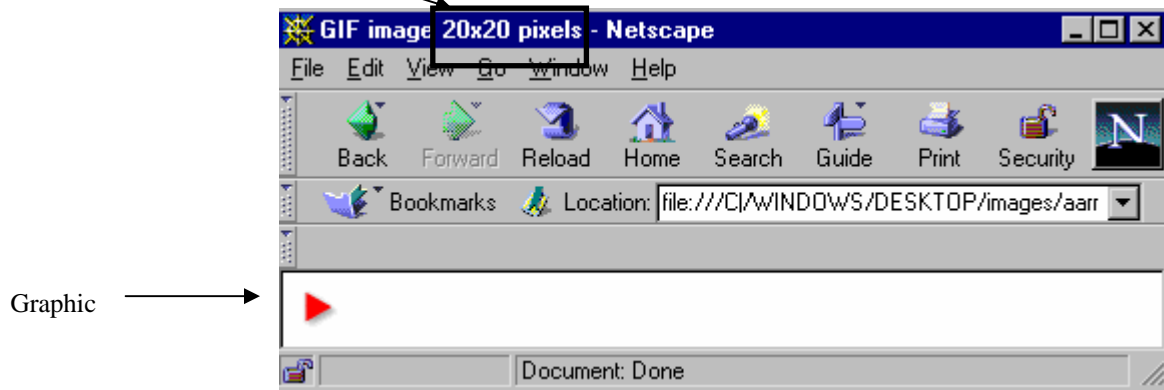 GIF image 20x20 pixels - Netscape
File Edit View Go Window Help
Back Forward Reload Home Search Guide Print Security N
Bookmarks Location: file:///C|/WINDOWS/DESKTOP/images/aarr
Graphic
Document: Done